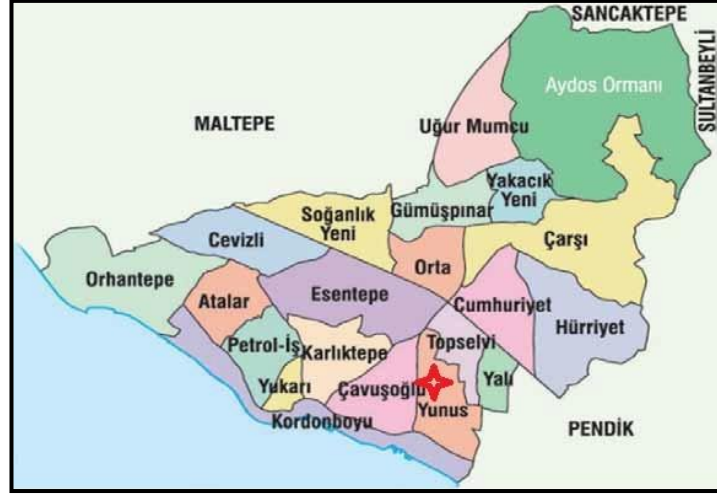 SANCAKTEPE
SULTANBEYLİ
Aydos Ormanı
MALTEPE
Uğur Mumcu
Yakacık
Yeni
Soğanlık
Yeni
Gümüşpınar
Cevizli
Çarşı
Orhantepe
Orta
Esentepe
Atalar
Cumhuriyet
Hürriyet
Petrol-İş
Karlıktepe
Topselvi
Yukarı
Çavuşoğlu
Yalı
Yunus
Kordonboyu
PENDİK